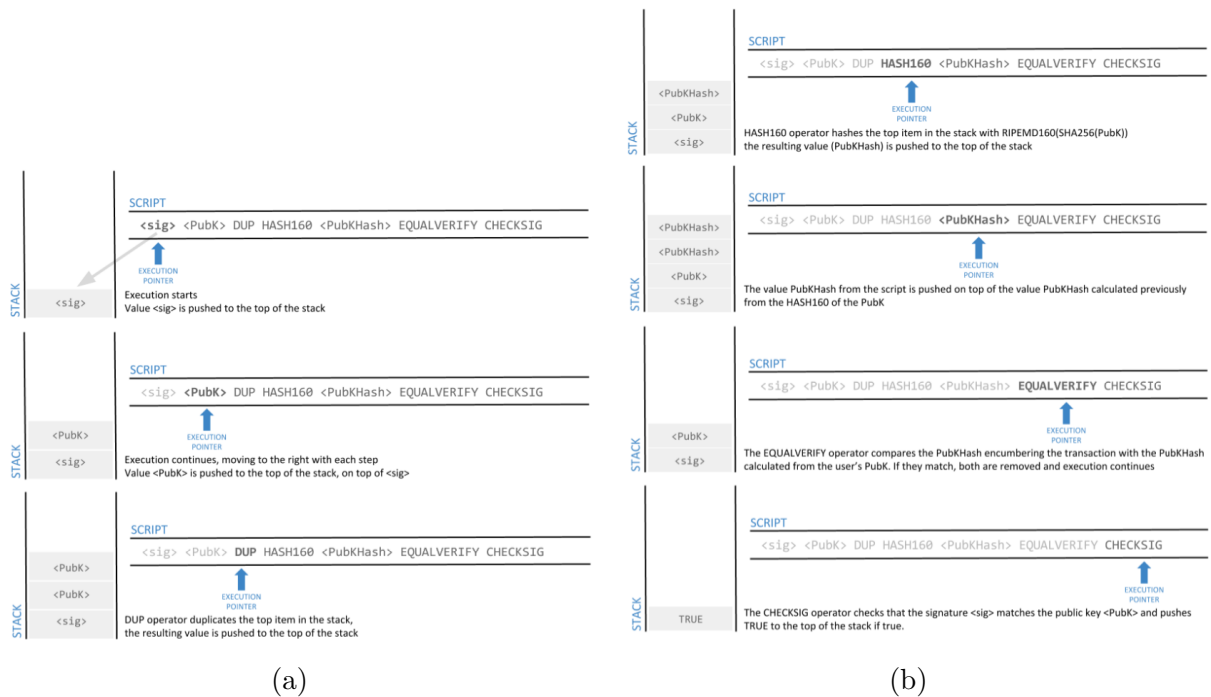 SCRIPT
<sig> <PubK> DUP HASH160 <PubKHash> EQUALVERIFY CHECKSIG
EXECUTION
POINTER
STACK
<sig>
Execution starts
Value <sig> is pushed to the top of the stack
SCRIPT
<sig> <PubK> DUP HASH160 <PubKHash> EQUALVERIFY CHECKSIG
EXECUTION
POINTER
STACK
<PubK>
<sig>
Execution continues, moving to the right with each step
Value <PubK> is pushed to the top of the stack, on top of <sig>
SCRIPT
<sig> <PubK> DUP HASH160 <PubKHash> EQUALVERIFY CHECKSIG
EXECUTION
POINTER
STACK
<PubK>
<PubK>
<sig>
DUP operator duplicates the top item in the stack,
the resulting value is pushed to the top of the stack
(a)
SCRIPT
<sig> <PubK> DUP HASH160 <PubKHash> EQUALVERIFY CHECKSIG
EXECUTION
POINTER
STACK
<PubKHash>
<PubK>
<sig>
HASH160 operator hashes the top item in the stack with RIPEMD160(SHA256(PubK))
the resulting value (PubKHash) is pushed to the top of the stack
SCRIPT
<sig> <PubK> DUP HASH160 <PubKHash> EQUALVERIFY CHECKSIG
EXECUTION
POINTER
STACK
<PubKHash>
<PubKHash>
<PubK>
<sig>
The value PubKHash from the script is pushed on top of the value PubKHash calculated previously
from the HASH160 of the PubK
SCRIPT
<sig> <PubK> DUP HASH160 <PubKHash> EQUALVERIFY CHECKSIG
EXECUTION
POINTER
STACK
<PubK>
<sig>
The EQUALVERIFY operator compares the PubKHash encumbering the transaction with the PubKHash
calculated from the user's PubK. If they match, both are removed and execution continues
SCRIPT
<sig> <PubK> DUP HASH160 <PubKHash> EQUALVERIFY CHECKSIG
EXECUTION
POINTER
STACK
TRUE
The CHECKSIG operator checks that the signature <sig> matches the public key <PubK> and pushes
TRUE to the top of the stack if true.
(b)